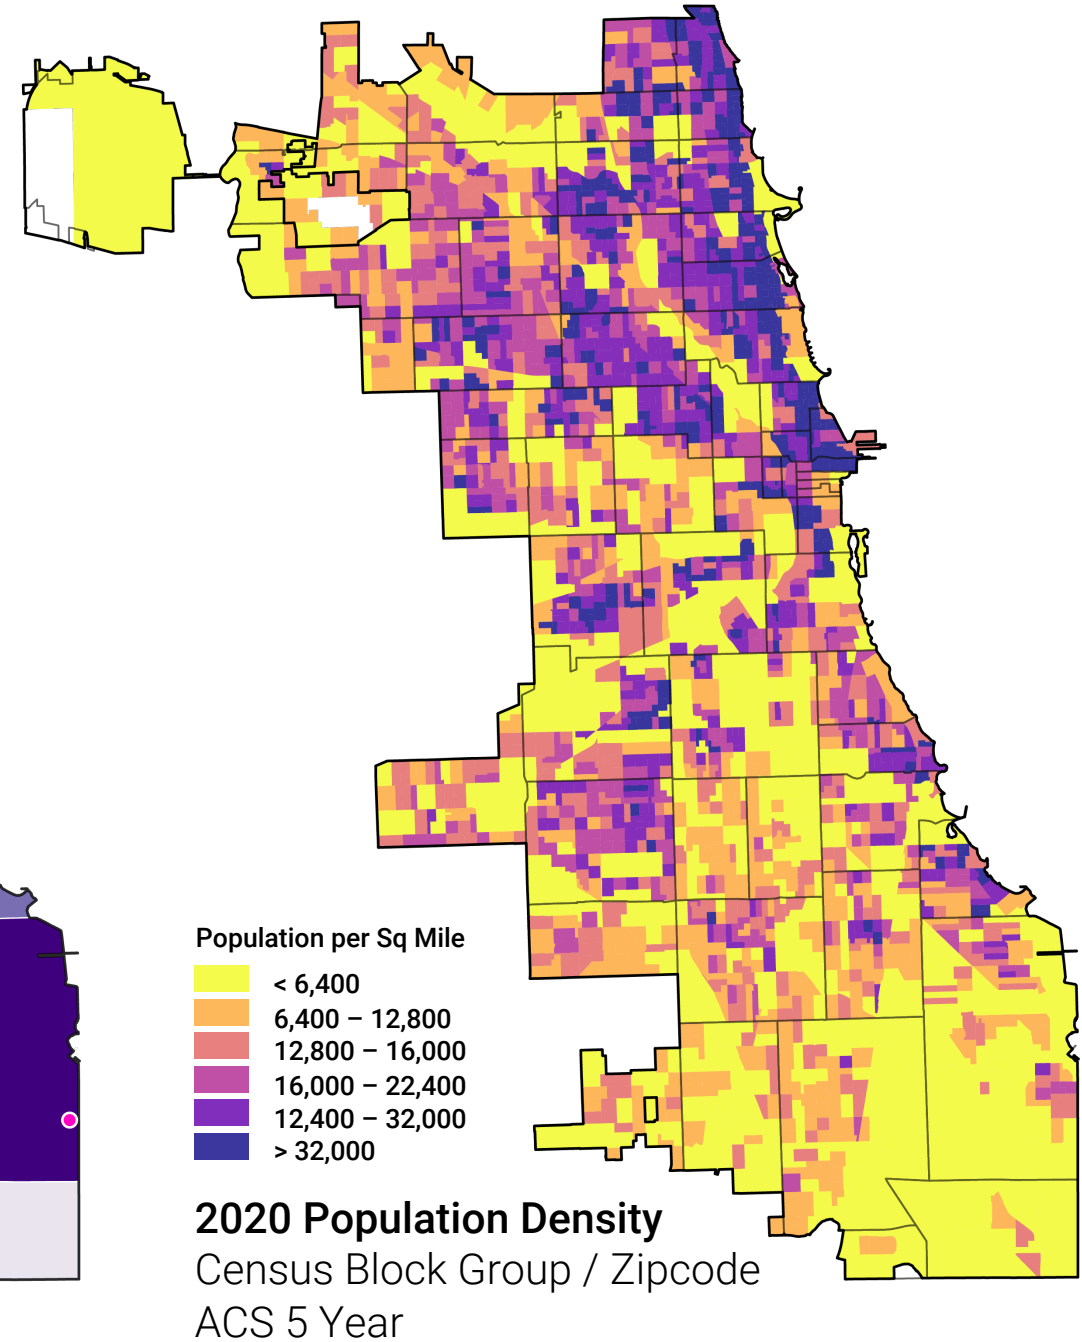 Population per Sq Mile
< 6,400
6,400 – 12,800
12,800 – 16,000
16,000 – 22,400
12,400 – 32,000
> 32,000
2020 Population Density
Census Block Group / Zipcode
ACS 5 Year